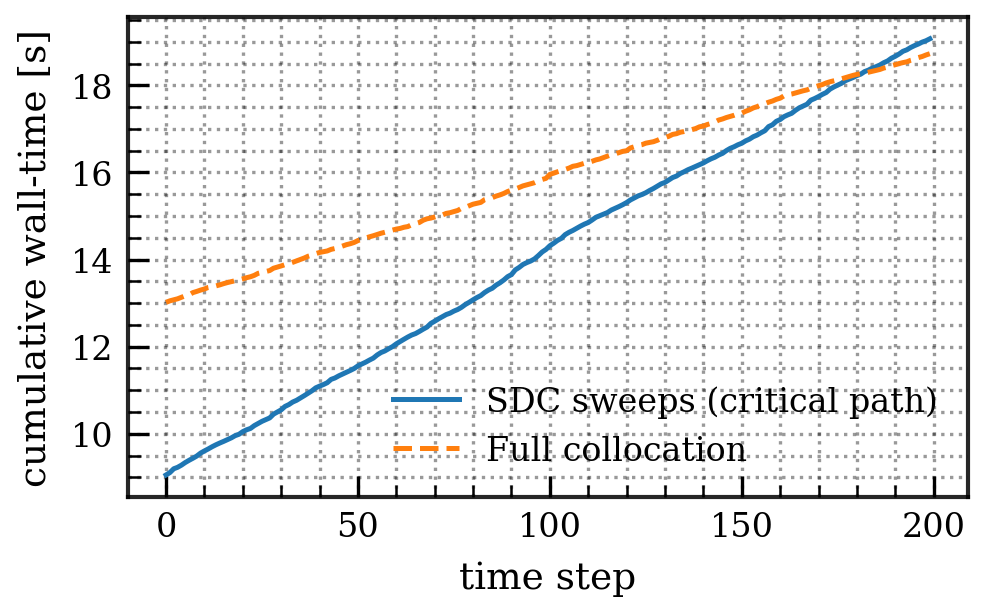 cumulative wall-time [s]
18
16
14
12
10
SDC sweeps (critical path)
Full collocation
0 50 100 150 200
time step